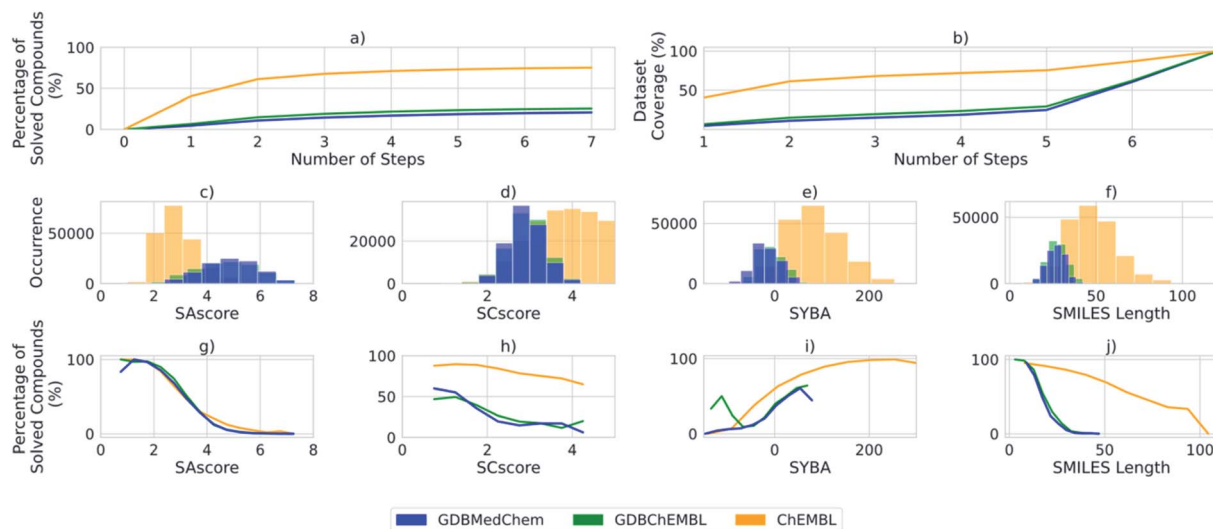 a)
Percentage of
Solved Compounds
(%)
100
50
0
0 1 2 3 4 5 6 7
Number of Steps
b)
Dataset
Coverage (%)
100
50
1 2 3 4 5 6
Number of Steps
c)
Occurrence
50000
0
0 2 4 6 8
SAscore
d)
20000
0
0 2 4
SCscore
e)
50000
0
0 200
SYBA
f)
50000
0
0 50 100
SMILES Length
g)
Percentage of
Solved Compounds
(%)
100
0
0 2 4 6 8
SAscore
h)
100
50
0
0 2 4
SCscore
i)
100
0
0 200
SYBA
j)
100
50
0
0 50 100
SMILES Length
GDBMedChem GDBChEMBL ChEMBL